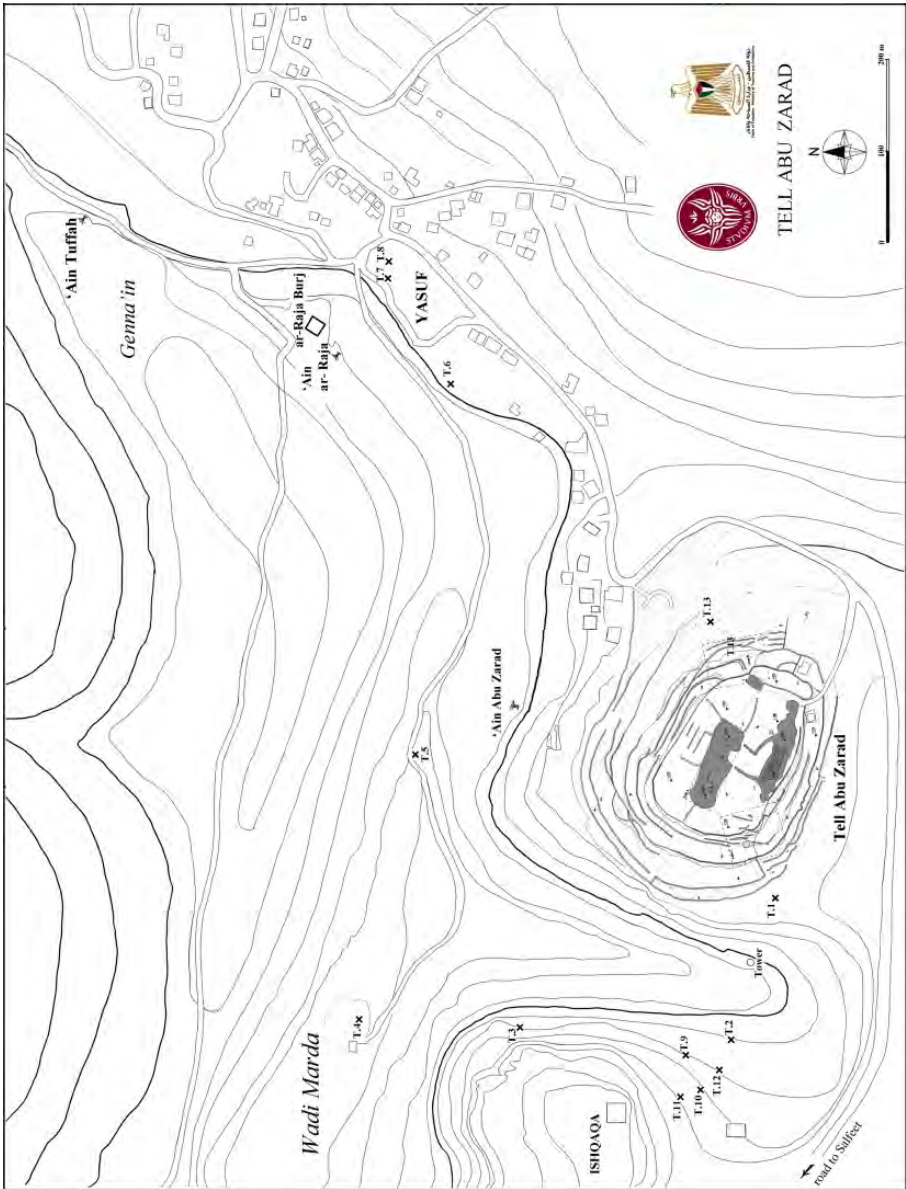 ‘Ain Tuffah
Genna’in
ar-Raja Borj
‘Ain
ar- Raja
T.7 T.8
YASUF
T.6
‘Ain Abu Zarad
T.5
T.4
Wadi Marda
T.3
ISHQAQA
T.9
T.2
T.11
T.10
T.12
Tower
T.1
T.13
T.13
Tell Abu Zarad
road to Salfeet
TELL ABU ZARAD
N
0 100 200 m